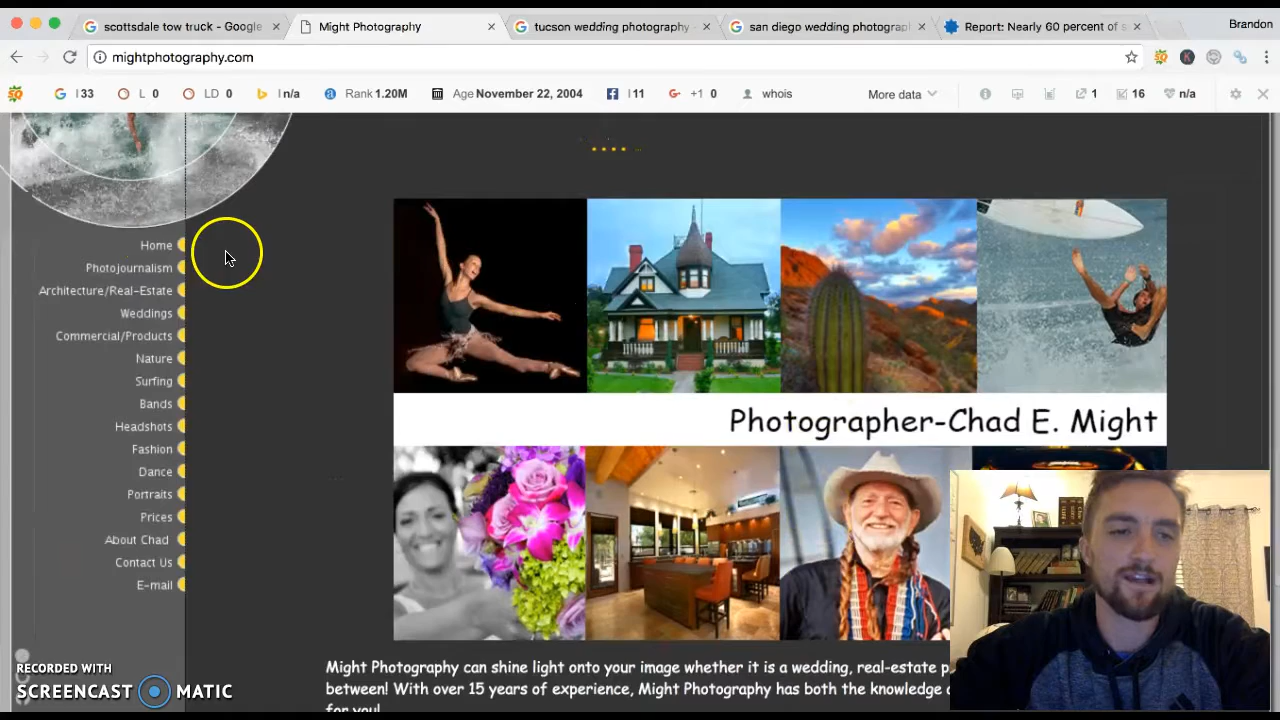 scottsdale tow truck - Google
Might Photography
tucson wedding photography -
san diego wedding photograp
Report: Nearly 60 percent of s
Brandon
mightphotography.com
I 33
L 0
LD 0
I n/a
Rank 1.20M
Age November 22, 2004
I 11
+1 0
whois
More data
1
16
n/a
Home
Photojournalism
Architecture/Real-Estate
Weddings
Commercial/Products
Nature
Surfing
Bands
Headshots
Fashion
Dance
Portraits
Prices
About Chad
Contact Us
E-mail
Photographer-Chad E. Might
Might Photography can shine light onto your image whether it is a wedding, real-estate p
between! With over 15 years of experience, Might Photography has both the knowledge
for you!
RECORDED WITH
SCREENCAST MATIC